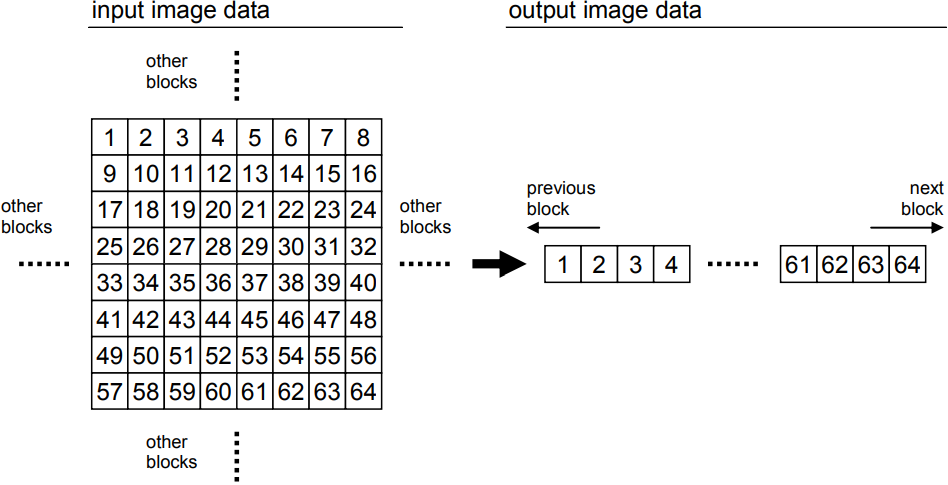 input image data
output image data
other
blocks
1 2 3 4 5 6 7 8
9 10 11 12 13 14 15 16
17 18 19 20 21 22 23 24
25 26 27 28 29 30 31 32
33 34 35 36 37 38 39 40
41 42 43 44 45 46 47 48
49 50 51 52 53 54 55 56
57 58 59 60 61 62 63 64
other
blocks
other
blocks
other
blocks
previous
block
next
block
1 2 3 4
61 62 63 64